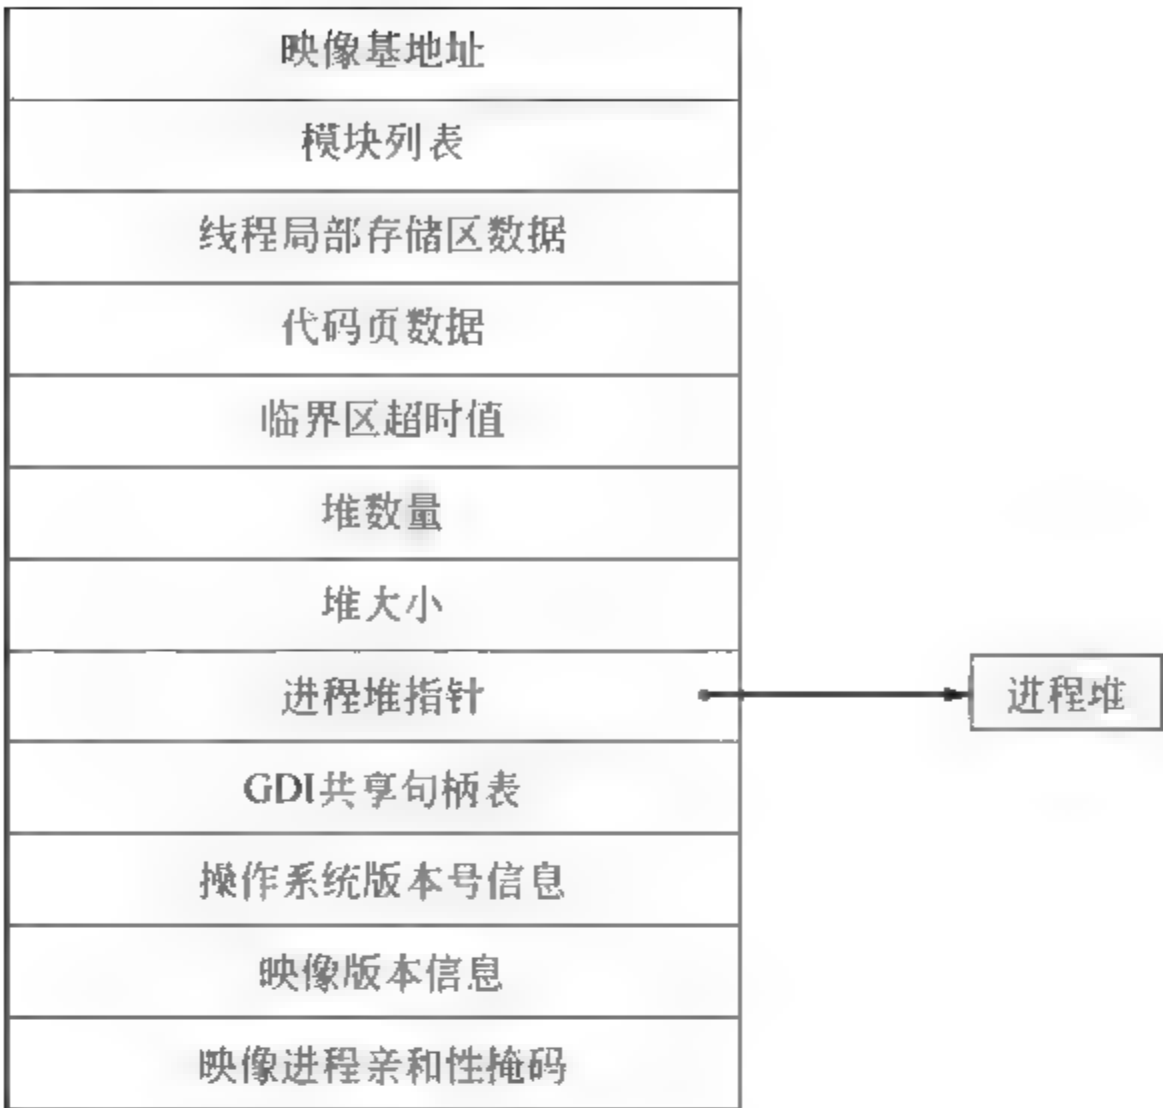 映像基地址
模块列表
线程局部存储区数据
代码页数据
临界区超时值
堆数量
堆大小
进程堆指针
进程堆
GDI共享句柄表
操作系统版本号信息
映像版本信息
映像进程亲和性掩码